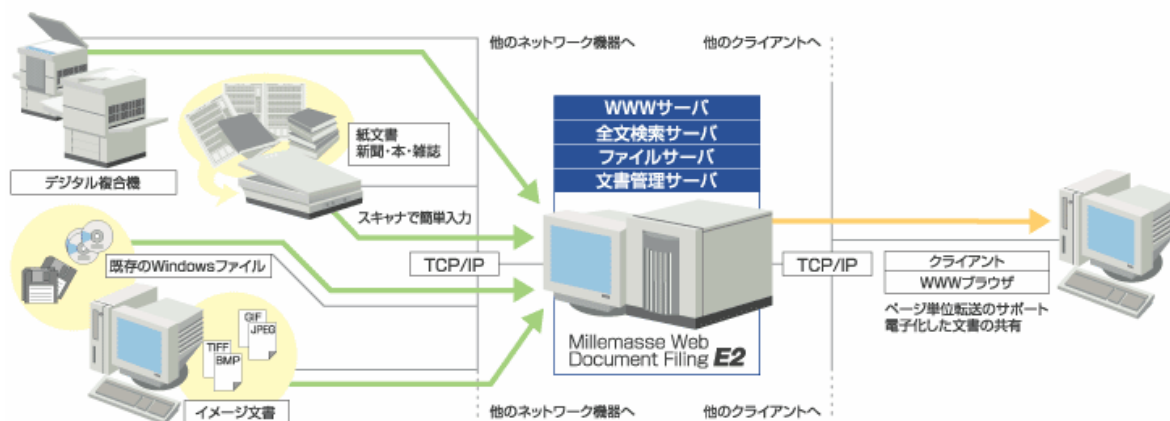 他のネットワーク機器へ
他のクライアントへ
WWWサーバ
全文検索サーバ
ファイルサーバ
文書管理サーバ
紙文書
新聞・本・雑誌
デジタル複合機
スキャナで簡単入力
既存のWindowsファイル
TCP/IP
TCP/IP
クライアント
WWWブラウザ
ページ単位転送のサポート
電子化した文書の共有
GIF
JPEG
TIFF
BMP
イメージ文書
Millemasse Web
Document Filing E2
他のネットワーク機器へ
他のクライアントへ